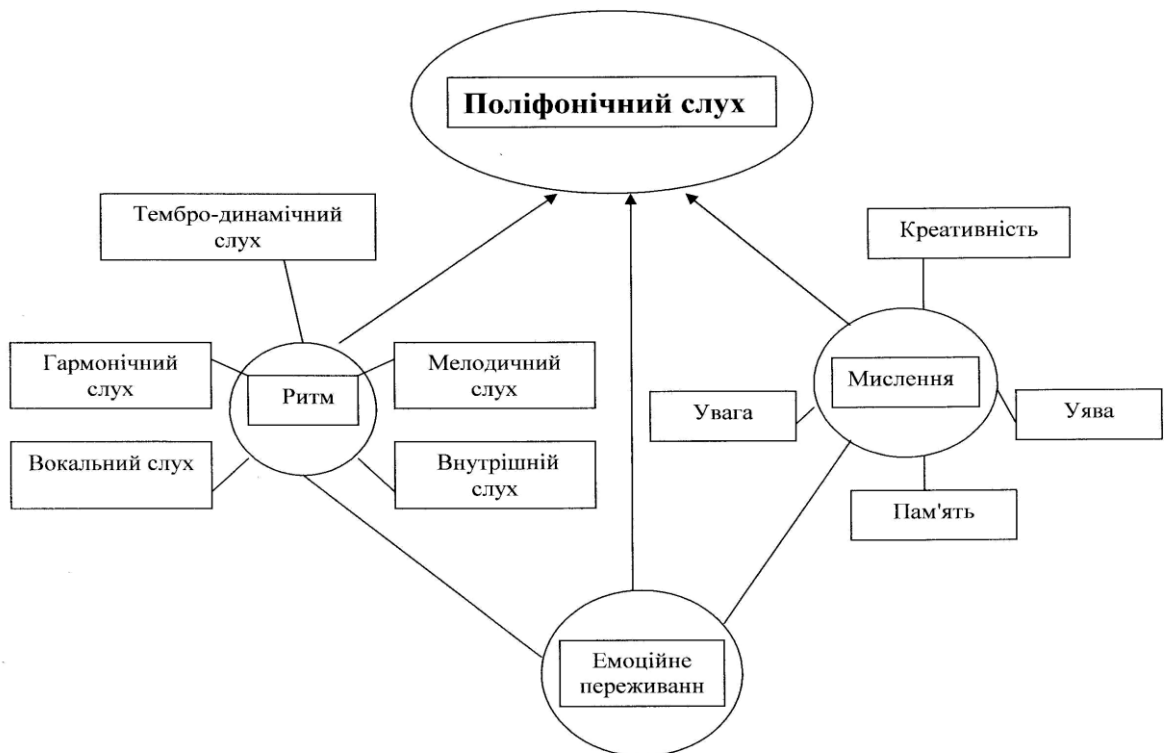 Поліфонічний слух
Тембро-динамічний
слух
Креативність
Гармонічний
слух
Ритм
Мелодичний
слух
Мислення
Увага
Уява
Вокальний слух
Внутрішній
слух
Пам'ять
Емоційне
переживанн